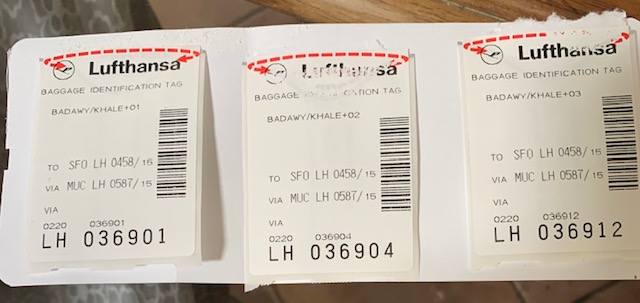 Lufthansa
BAGGAGE IDENTIFICATION TAG
BADAWY/KHALE+01
TO SFO LH 0458/15
VIA MUC LH 0587/15
VIA
0220 036901
LH 036901
Lufthansa
BAGGAGE IDENTIFICATION TAG
BADAWY/KHALE+02
TO SFO LH 0458/15
VIA MUC LH 0587/15
VIA
0220 036904
LH 036904
Lufthansa
BAGGAGE IDENTIFICATION TAG
BADAWY/KHALE+03
TO SFO LH 0458/15
VIA MUC LH 0587/15
VIA
0220 036912
LH 036912